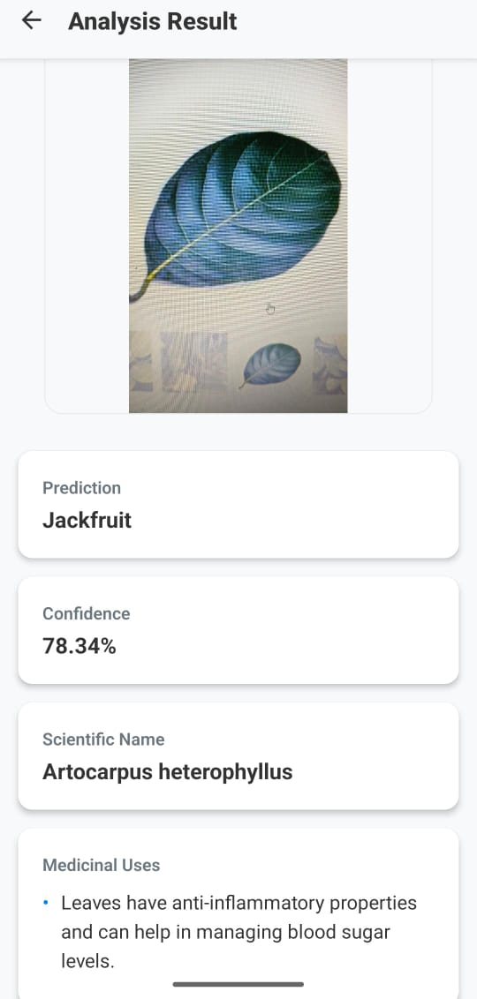 Analysis Result
Prediction
Jackfruit
Confidence
78.34%
Scientific Name
Artocarpus heterophyllus
Medicinal Uses
• Leaves have anti-inflammatory properties
and can help in managing blood sugar
levels.